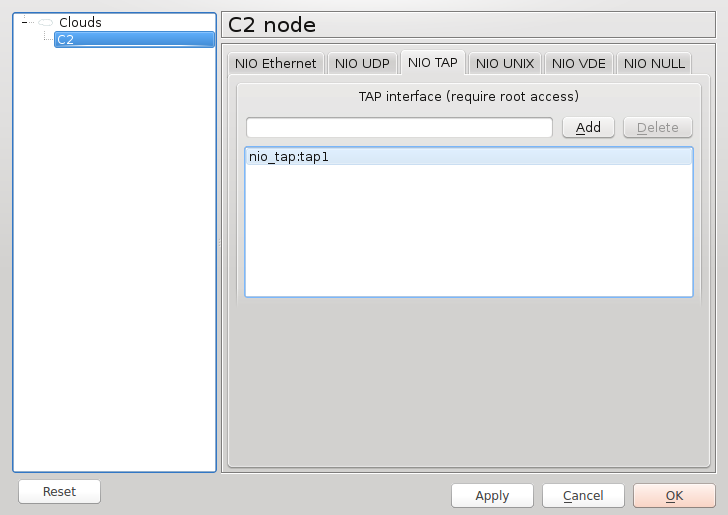 Clouds
C2
C2 node
NIO Ethernet NIO UDP NIO TAP NIO UNIX NIO VDE NIO NULL
TAP interface (require root access)
Add Delete
nio_tap:tap1
Reset Apply Cancel OK